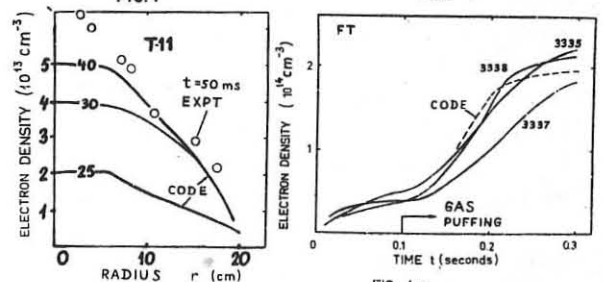 T-11
ELECTRON DENSITY (10¹³ cm⁻³)
5
4
3
2
1
40
30
25
t=50 ms
EXPT
CODE
0
10
20
RADIUS r (cm)
FT
ELECTRON DENSITY (10¹⁴ cm⁻³)
2
1
3338
3335
CODE
3337
GAS
PUFFING
0.1
0.2
0.3
TIME t (seconds)